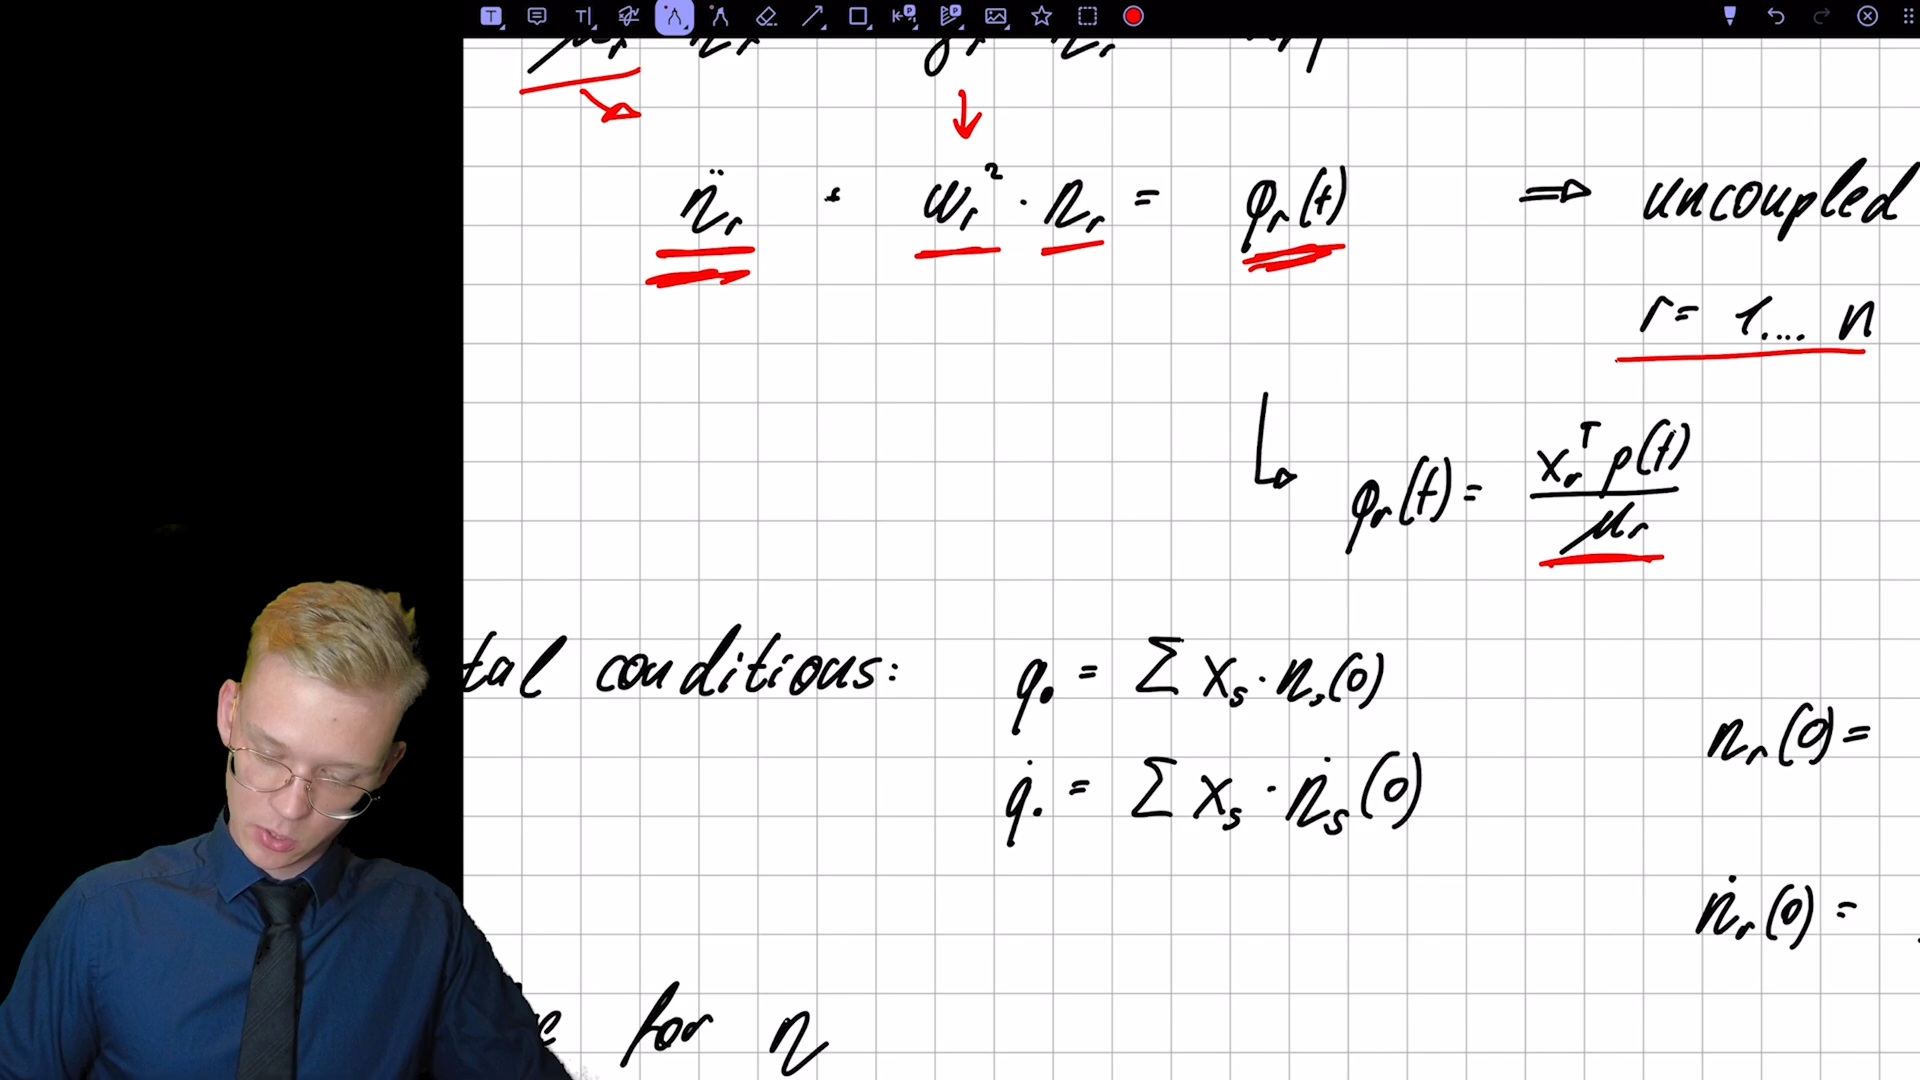 η̈ᵣ + ωᵣ² · ηᵣ = φᵣ(t) ⇒ uncoupled
r = 1.... n
φᵣ(t) = xᵣᵀ p(t) / μᵣ
tal conditions: q₀ = Σ xₛ · ηₛ(0)
ηᵣ(0) =
q̇₀ = Σ xₛ · η̇ₛ(0)
η̇ᵣ(0) =
for η